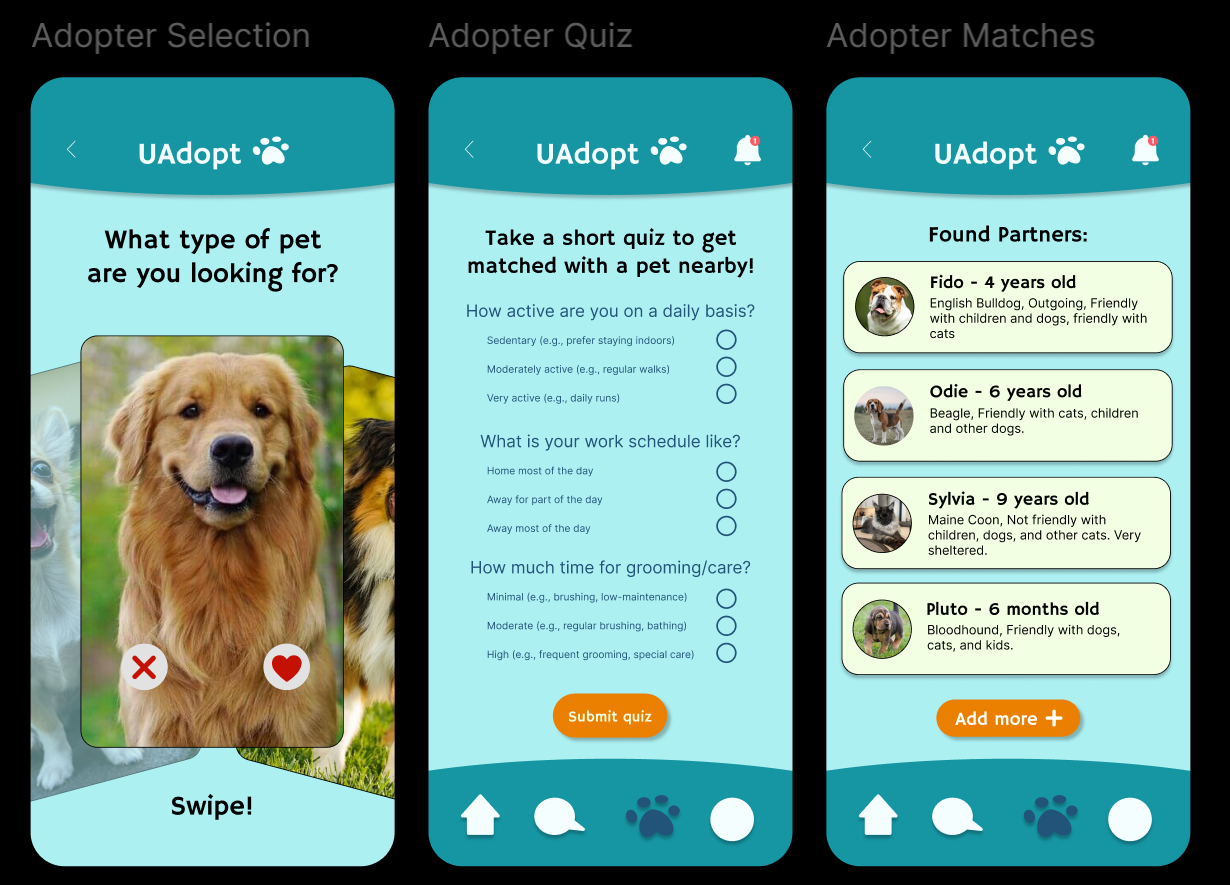 Adopter Selection
UAdopt
What type of pet
are you looking for?
Swipe!
Adopter Quiz
UAdopt
1
Take a short quiz to get
matched with a pet nearby!
How active are you on a daily basis?
Sedentary (e.g., prefer staying indoors)
Moderately active (e.g., regular walks)
Very active (e.g., daily runs)
What is your work schedule like?
Home most of the day
Away for part of the day
Away most of the day
How much time for grooming/care?
Minimal (e.g., brushing, low-maintenance)
Moderate (e.g., regular brushing, bathing)
High (e.g., frequent grooming, special care)
Submit quiz
Adopter Matches
UAdopt
1
Found Partners:
Fido - 4 years old
English Bulldog, Outgoing, Friendly
with children and dogs, friendly with
cats
Odie - 6 years old
Beagle, Friendly with cats, children
and other dogs.
Sylvia - 9 years old
Maine Coon, Not friendly with
children, dogs, and other cats. Very
sheltered.
Pluto - 6 months old
Bloodhound, Friendly with dogs,
cats, and kids.
Add more +